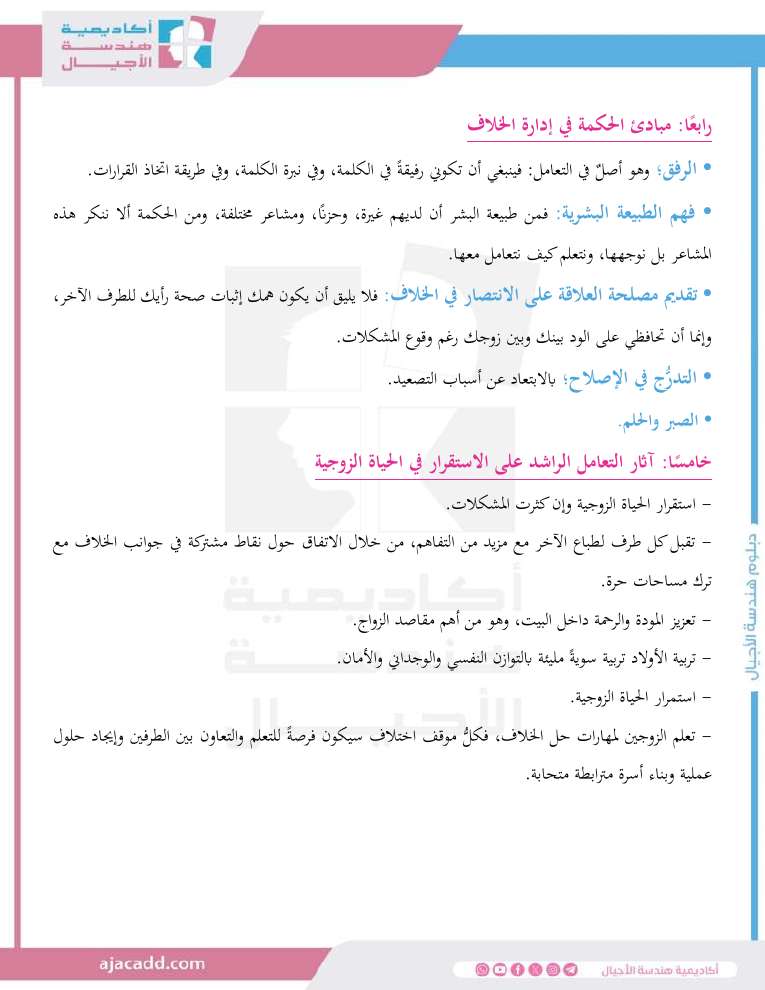 أكاديمية
هندسة
الأجيال
رابعًا: مبادئ الحكمة في إدارة الخلاف
• الرفق؛ وهو أصلٌ في التعامل: فينبغي أن تكوني رفيقةً في الكلمة، وفي نبرة الكلمة، وفي طريقة اتخاذ القرارات.
• فهم الطبيعة البشرية: فمن طبيعة البشر أن لديهم غيرة، وحزنًا، ومشاعر مختلفة، ومن الحكمة ألا ننكر هذه
المشاعر بل نوجهها، ونتعلم كيف نتعامل معها.
• تقديم مصلحة العلاقة على الانتصار في الخلاف: فلا يليق أن يكون همك إثبات صحة رأيك للطرف الآخر،
وإنما أن تحافظي على الود بينك وبين زوجك رغم وقوع المشكلات.
• التدرُّج في الإصلاح؛ بالابتعاد عن أسباب التصعيد.
• الصبر والحلم.
خامسًا: آثار التعامل الراشد على الاستقرار في الحياة الزوجية
– استقرار الحياة الزوجية وإن كثرت المشكلات.
– تقبل كل طرف لطباع الآخر مع مزيد من التفاهم، من خلال الاتفاق حول نقاط مشتركة في جوانب الخلاف مع
ترك مساحات حرة.
– تعزيز المودة والرحمة داخل البيت، وهو من أهم مقاصد الزواج.
– تربية الأولاد تربية سويةً مليئة بالتوازن النفسي والوجداني والأمان.
– استمرار الحياة الزوجية.
– تعلم الزوجين لمهارات حل الخلاف، فكلُّ موقف اختلاف سيكون فرصةً للتعلم والتعاون بين الطرفين وإيجاد حلول
عملية وبناء أسرة مترابطة متحابة.
أكاديمية
هندسة
الأجيال
دبلوم هندسة الأجيال
أكاديمية هندسة الأجيال
ajacadd.com